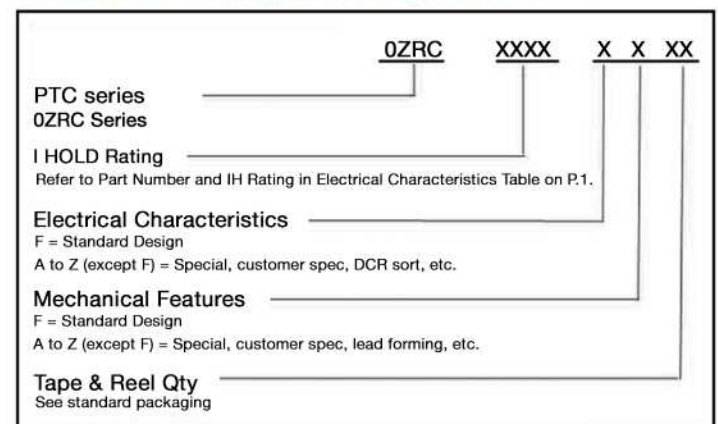 0ZRC XXXX X X XX
PTC series
0ZRC Series
I HOLD Rating
Refer to Part Number and IH Rating in Electrical Characteristics Table on P.1.
Electrical Characteristics
F = Standard Design
A to Z (except F) = Special, customer spec, DCR sort, etc.
Mechanical Features
F = Standard Design
A to Z (except F) = Special, customer spec, lead forming, etc.
Tape & Reel Qty
See standard packaging